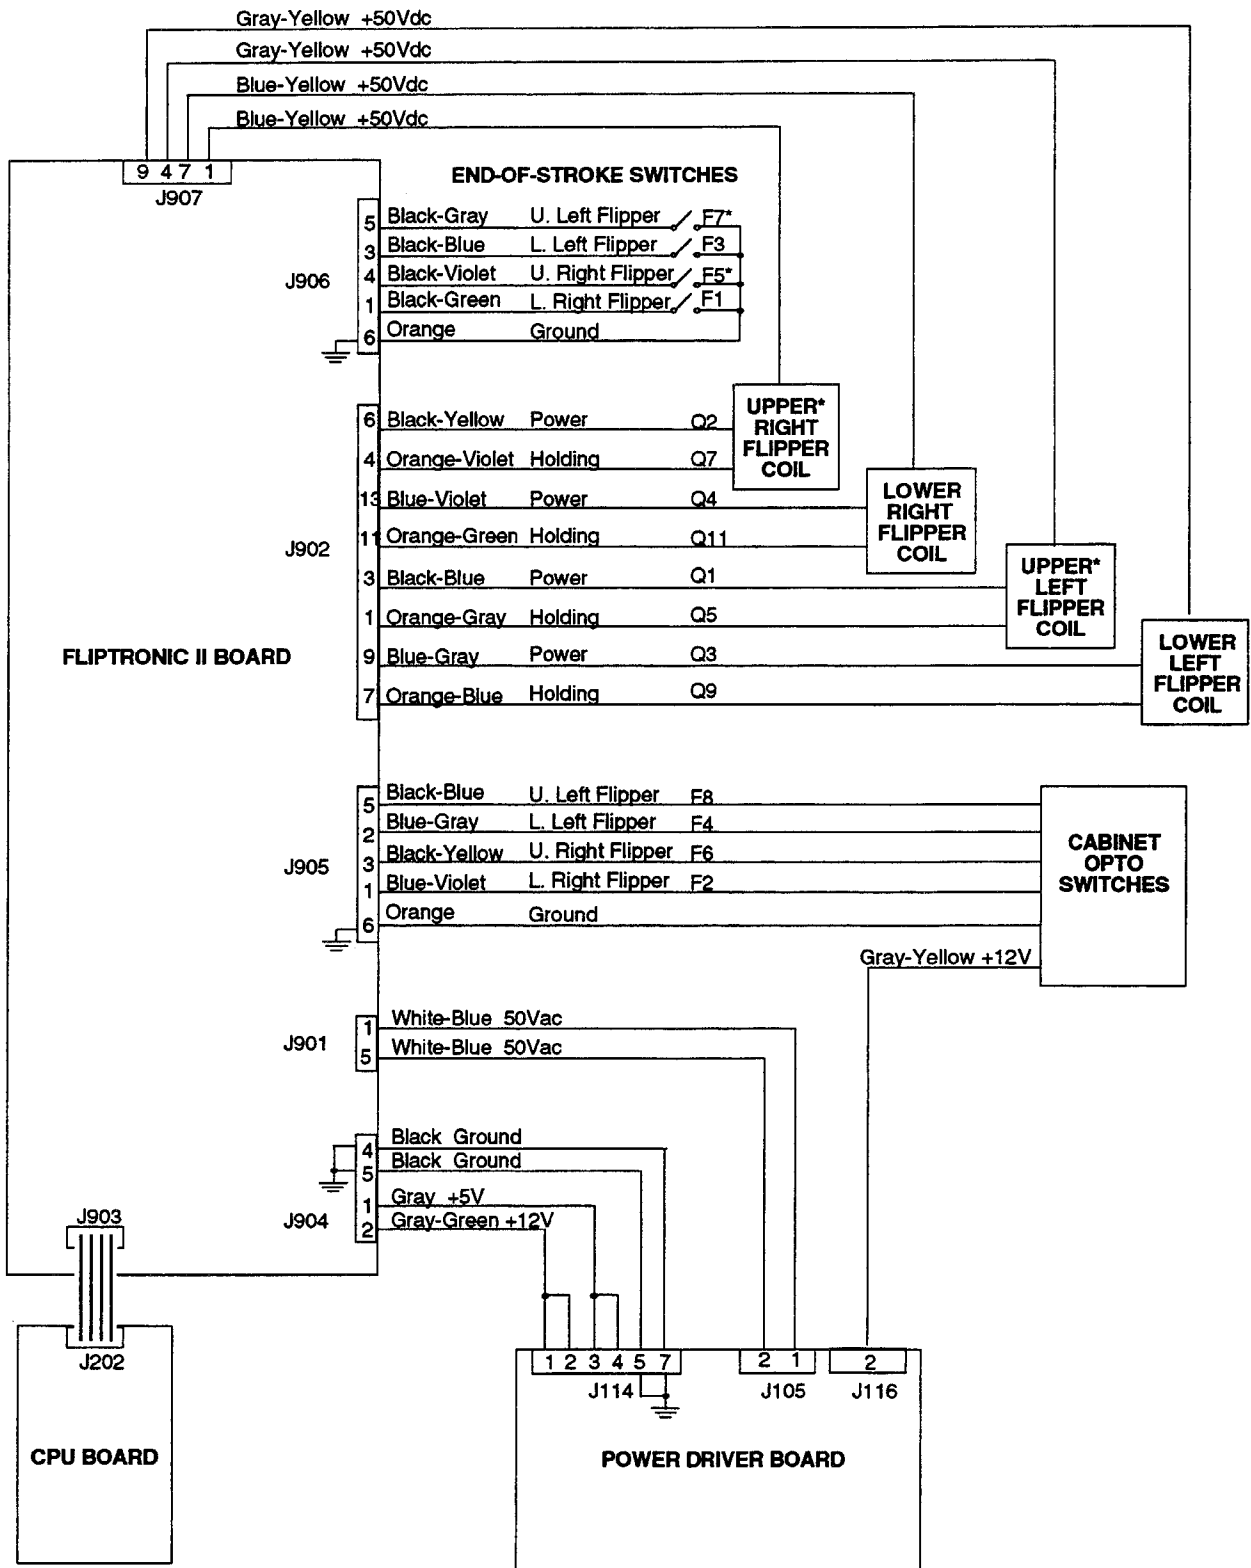 Gray-Yellow +50Vdc
Gray-Yellow +50Vdc
Blue-Yellow +50Vdc
Blue-Yellow +50Vdc
9 4 7 1
J907
END-OF-STROKE SWITCHES
5 Black-Gray U. Left Flipper F7*
3 Black-Blue L. Left Flipper F3
J906
4 Black-Violet U. Right Flipper F5*
1 Black-Green L. Right Flipper F1
6 Orange Ground
UPPER*
RIGHT
FLIPPER
COIL
6 Black-Yellow Power Q2
4 Orange-Violet Holding Q7
13 Blue-Violet Power Q4
LOWER
RIGHT
FLIPPER
COIL
J902
11 Orange-Green Holding Q11
3 Black-Blue Power Q1
UPPER*
LEFT
FLIPPER
COIL
1 Orange-Gray Holding Q5
FLIPTRONIC II BOARD
9 Blue-Gray Power Q3
7 Orange-Blue Holding Q9
LOWER
LEFT
FLIPPER
COIL
5 Black-Blue U. Left Flipper F8
2 Blue-Gray L. Left Flipper F4
J905
3 Black-Yellow U. Right Flipper F6
1 Blue-Violet L. Right Flipper F2
6 Orange Ground
CABINET
OPTO
SWITCHES
Gray-Yellow +12V
J901
1 White-Blue 50Vac
5 White-Blue 50Vac
4 Black Ground
5 Black Ground
J904
1 Gray +5V
2 Gray-Green +12V
J903
J202
CPU BOARD
1 2 3 4 5 7
J114
2 1
J105
2
J116
POWER DRIVER BOARD